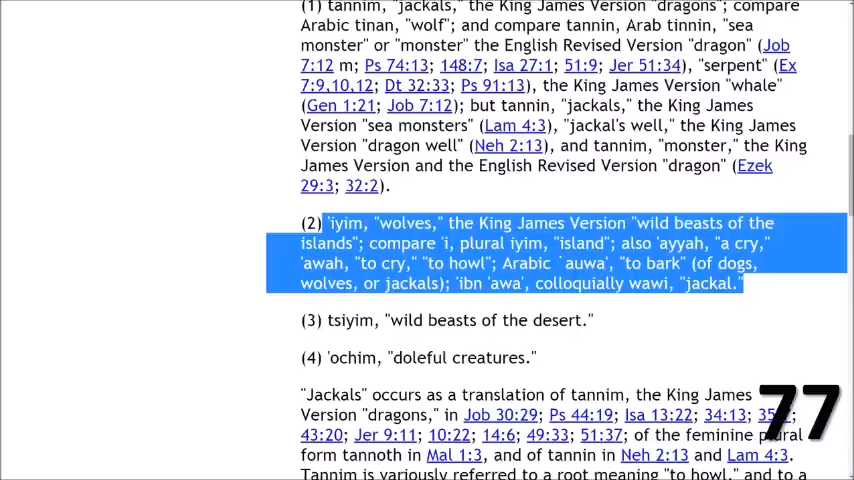 (1) tannim, "jackals," the King James Version "dragons"; compare
Arabic tinan, "wolf"; and compare tannin, Arab tinnin, "sea
monster" or "monster" the English Revised Version "dragon" (Job
7:12 m; Ps 74:13; 148:7; Isa 27:1; 51:9; Jer 51:34), "serpent" (Ex
7:9,10,12; Dt 32:33; Ps 91:13), the King James Version "whale"
(Gen 1:21; Job 7:12); but tannin, "jackals," the King James
Version "sea monsters" (Lam 4:3), "jackal's well," the King James
Version "dragon well" (Neh 2:13), and tannim, "monster," the King
James Version and the English Revised Version "dragon" (Ezek
29:3; 32:2).
(2) 'iyim, "wolves," the King James Version "wild beasts of the
islands"; compare 'i, plural iyim, "island"; also 'ayyah, "a cry,"
'awah, "to cry," "to howl"; Arabic `auwa', "to bark" (of dogs,
wolves, or jackals); 'ibn 'awa', colloquially wawi, "jackal."
(3) tsiyim, "wild beasts of the desert."
(4) 'ochim, "doleful creatures."
"Jackals" occurs as a translation of tannim, the King James
Version "dragons," in Job 30:29; Ps 44:19; Isa 13:22; 34:13;
43:20; Jer 9:11; 10:22; 14:6; 49:33; 51:37; of the feminine plural
form tannoth in Mal 1:3, and of tannin in Neh 2:13 and Lam 4:3.
Tannim is variously referred to a root meaning "to howl," and to a
77